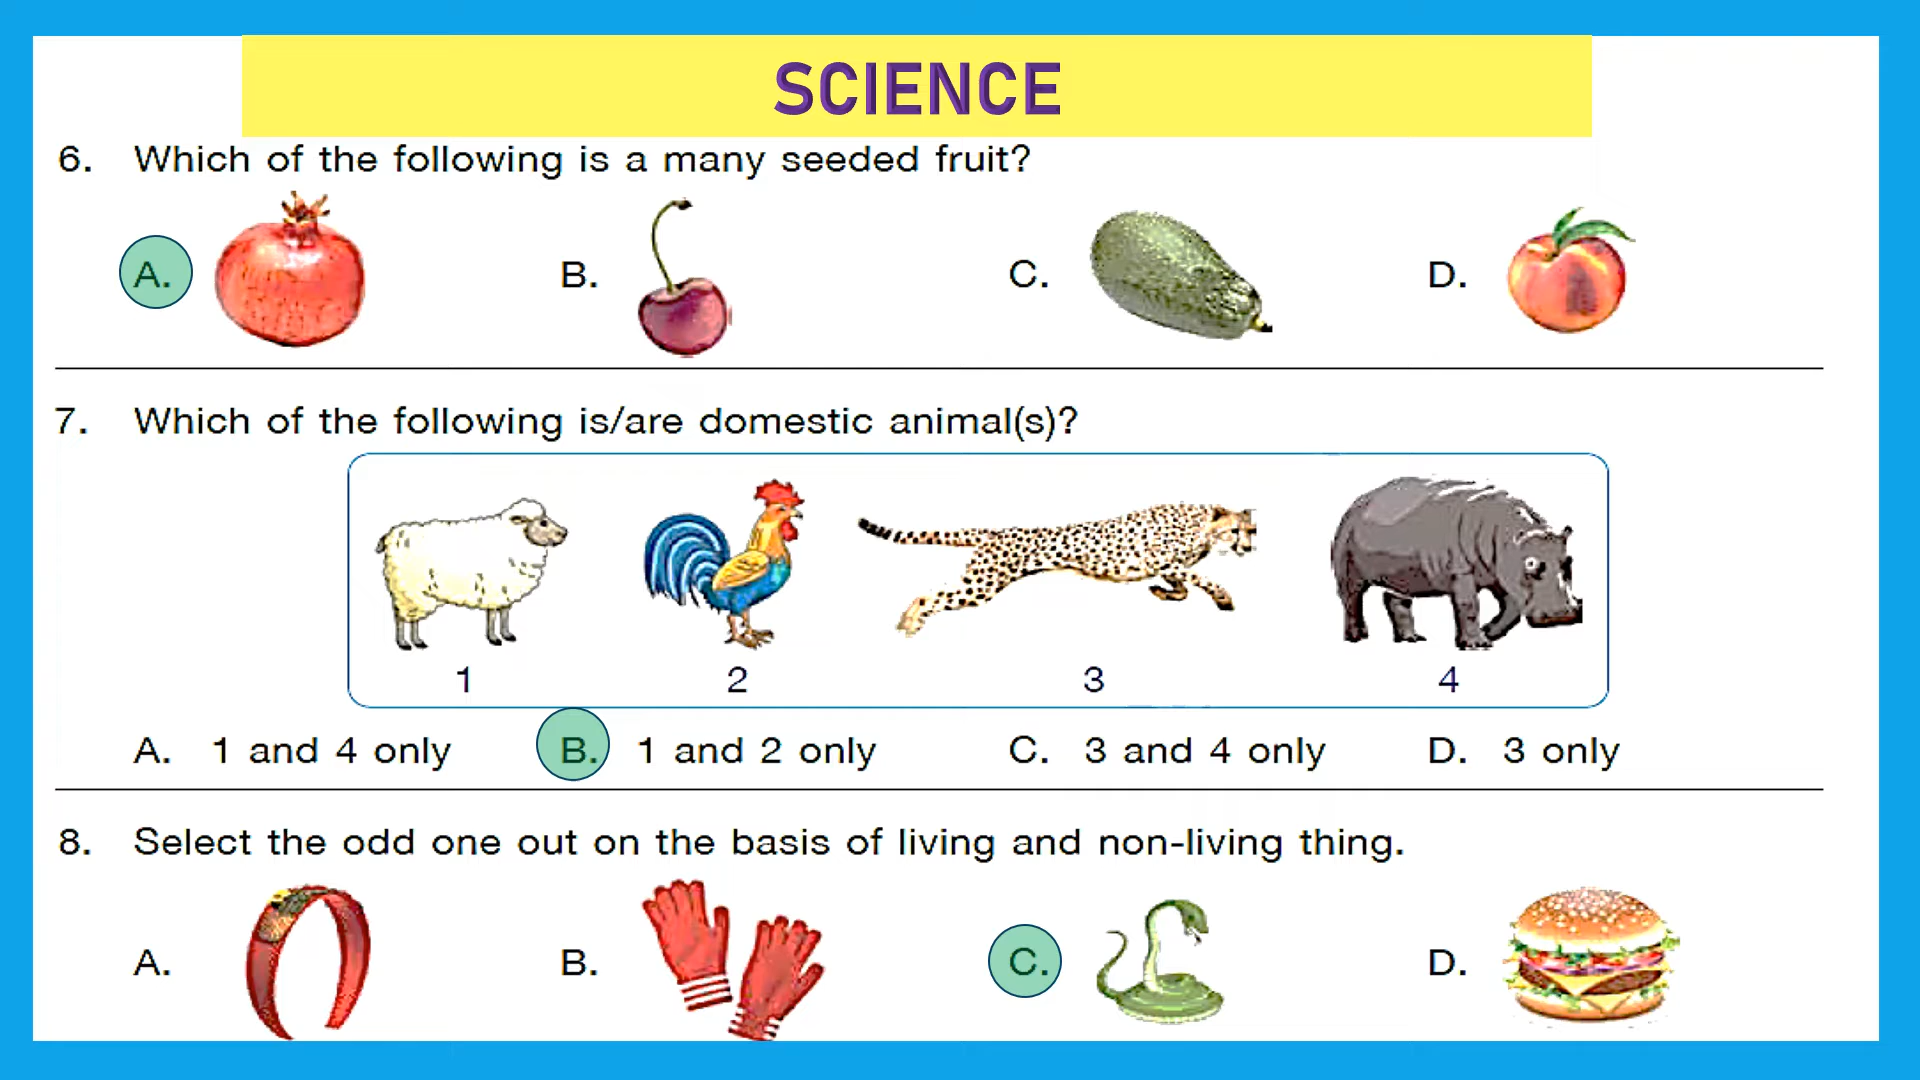 SCIENCE
6. Which of the following is a many seeded fruit?
A. B. C. D.
7. Which of the following is/are domestic animal(s)?
1 2 3 4
A. 1 and 4 only B. 1 and 2 only C. 3 and 4 only D. 3 only
8. Select the odd one out on the basis of living and non-living thing.
A. B. C. D.